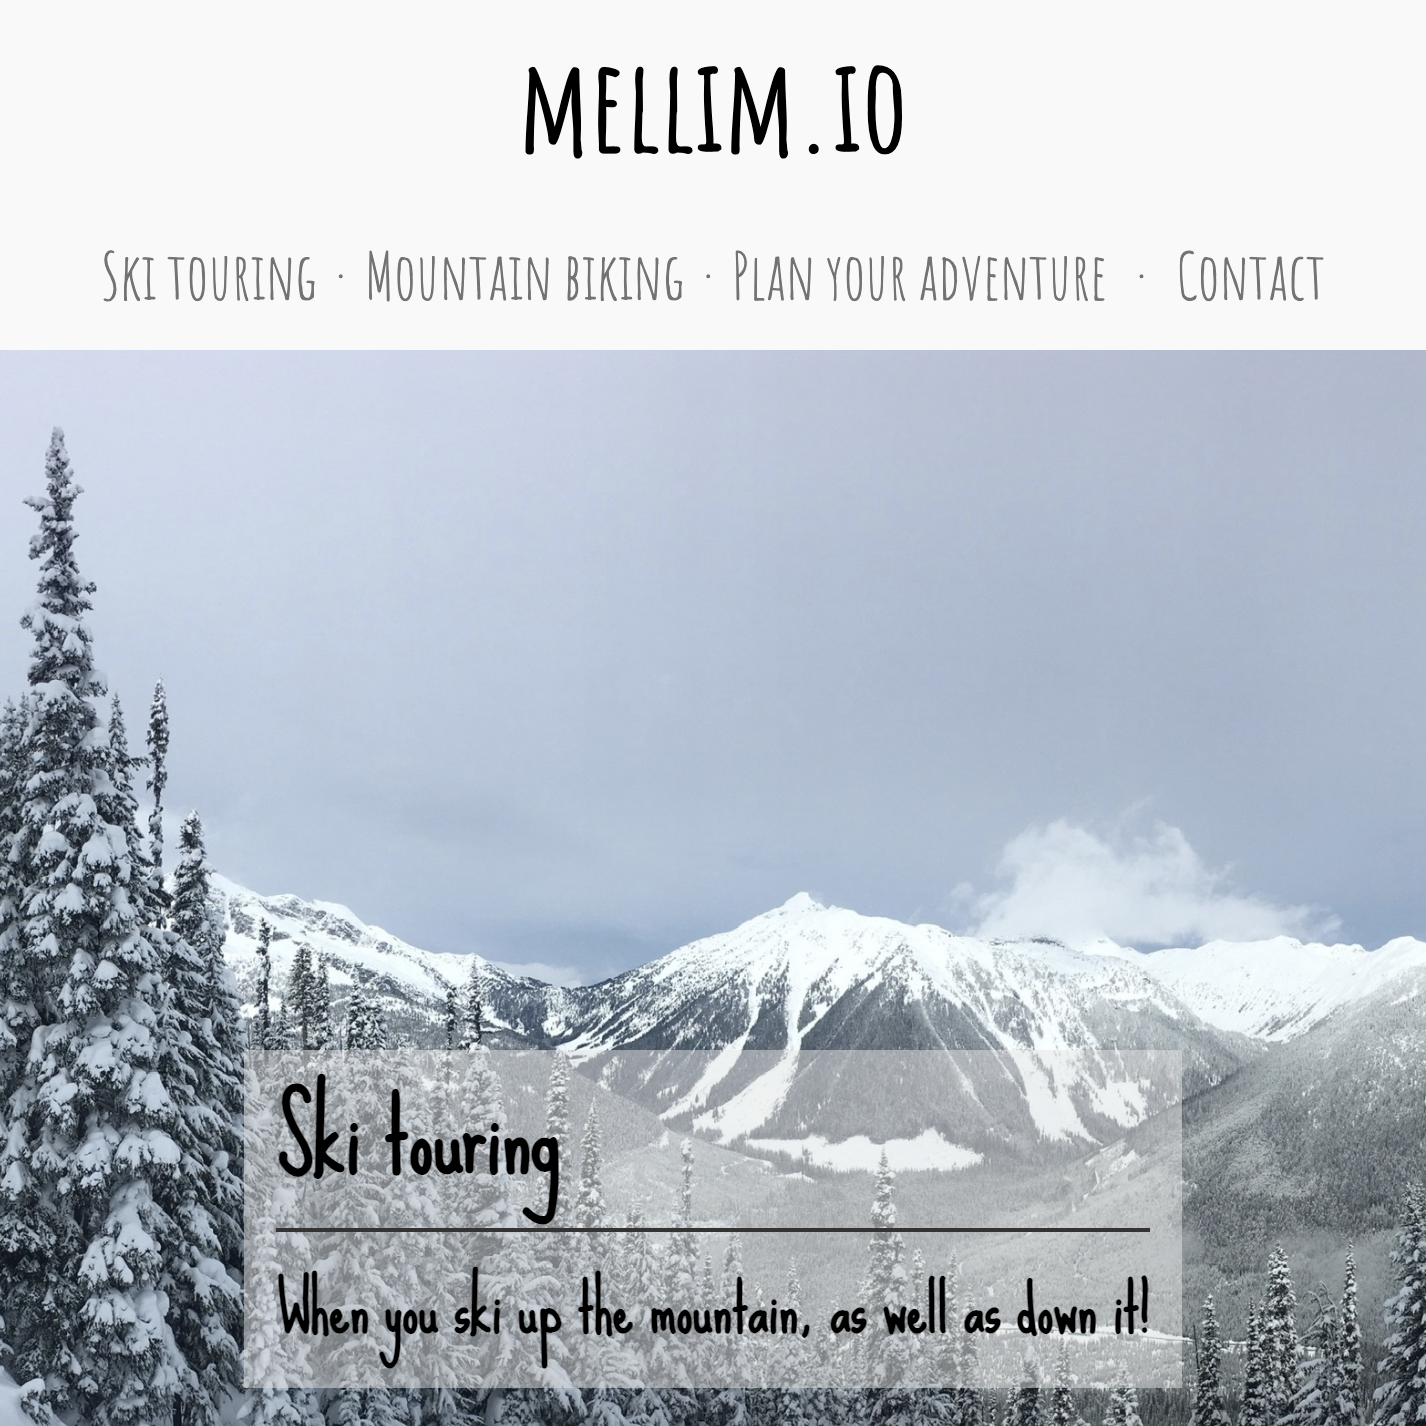 MELLIM.IO
SKI TOURING · MOUNTAIN BIKING · PLAN YOUR ADVENTURE · CONTACT
Ski touring
When you ski up the mountain, as well as down it!